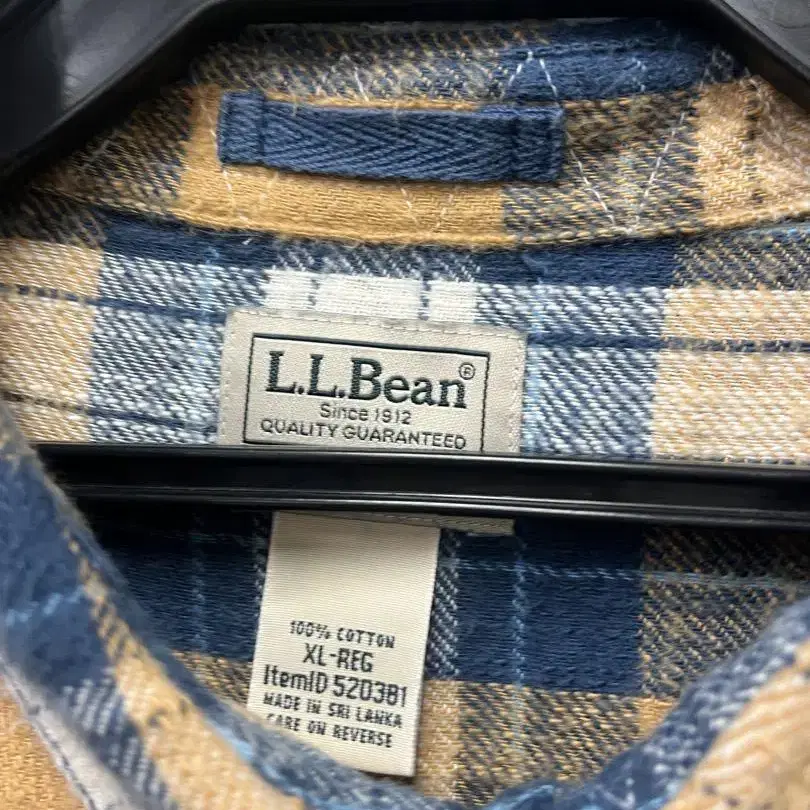 L.L.Bean®
Since 1912
QUALITY GUARANTEED
100% COTTON
XL-REG
ItemID 520381
MADE IN SRI LANKA
CARE ON REVERSE